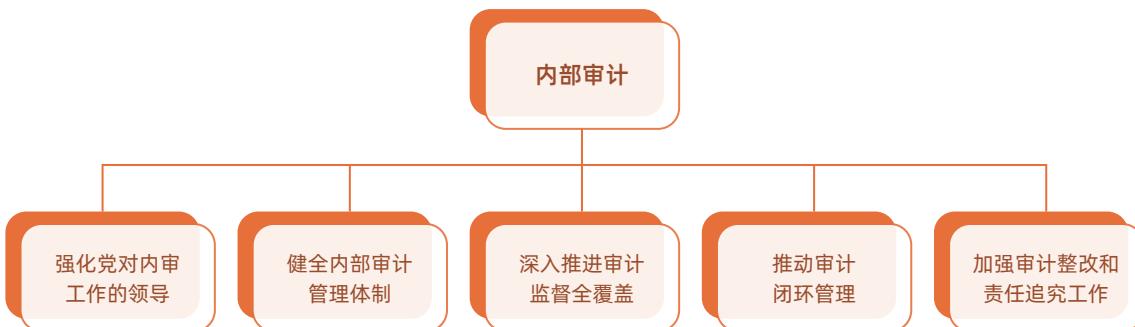 内部审计
强化党对内审
工作的领导
健全内部审计
管理体制
深入推进审计
监督全覆盖
推动审计
闭环管理
加强审计整改和
责任追究工作